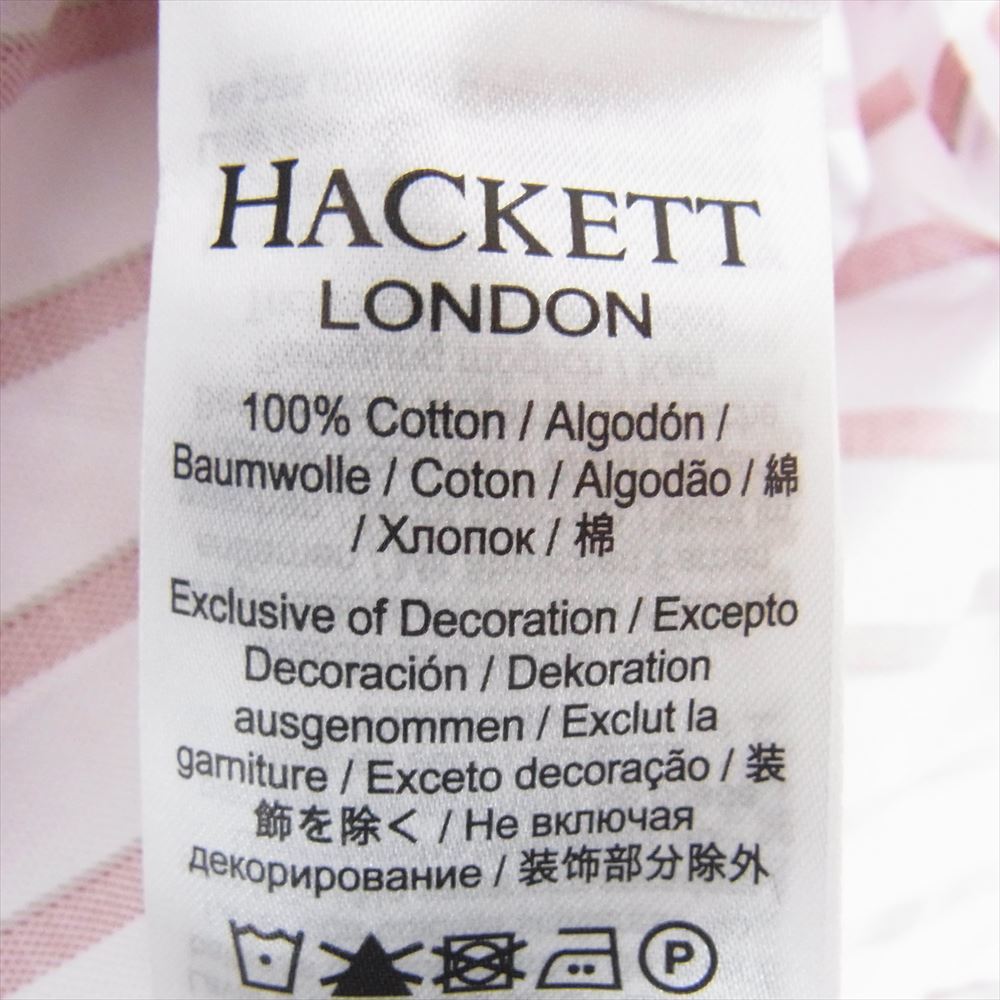 HACKETT
LONDON
100% Cotton / Algodón /
Baumwolle / Coton / Algodão / 綿
/ Хлопок / 棉
Exclusive of Decoration / Excepto
Decoración / Dekoration
ausgenommen / Exclut la
garniture / Exceto decoração / 装
飾を除く / Не включая
декорирование / 装饰部分除外
P